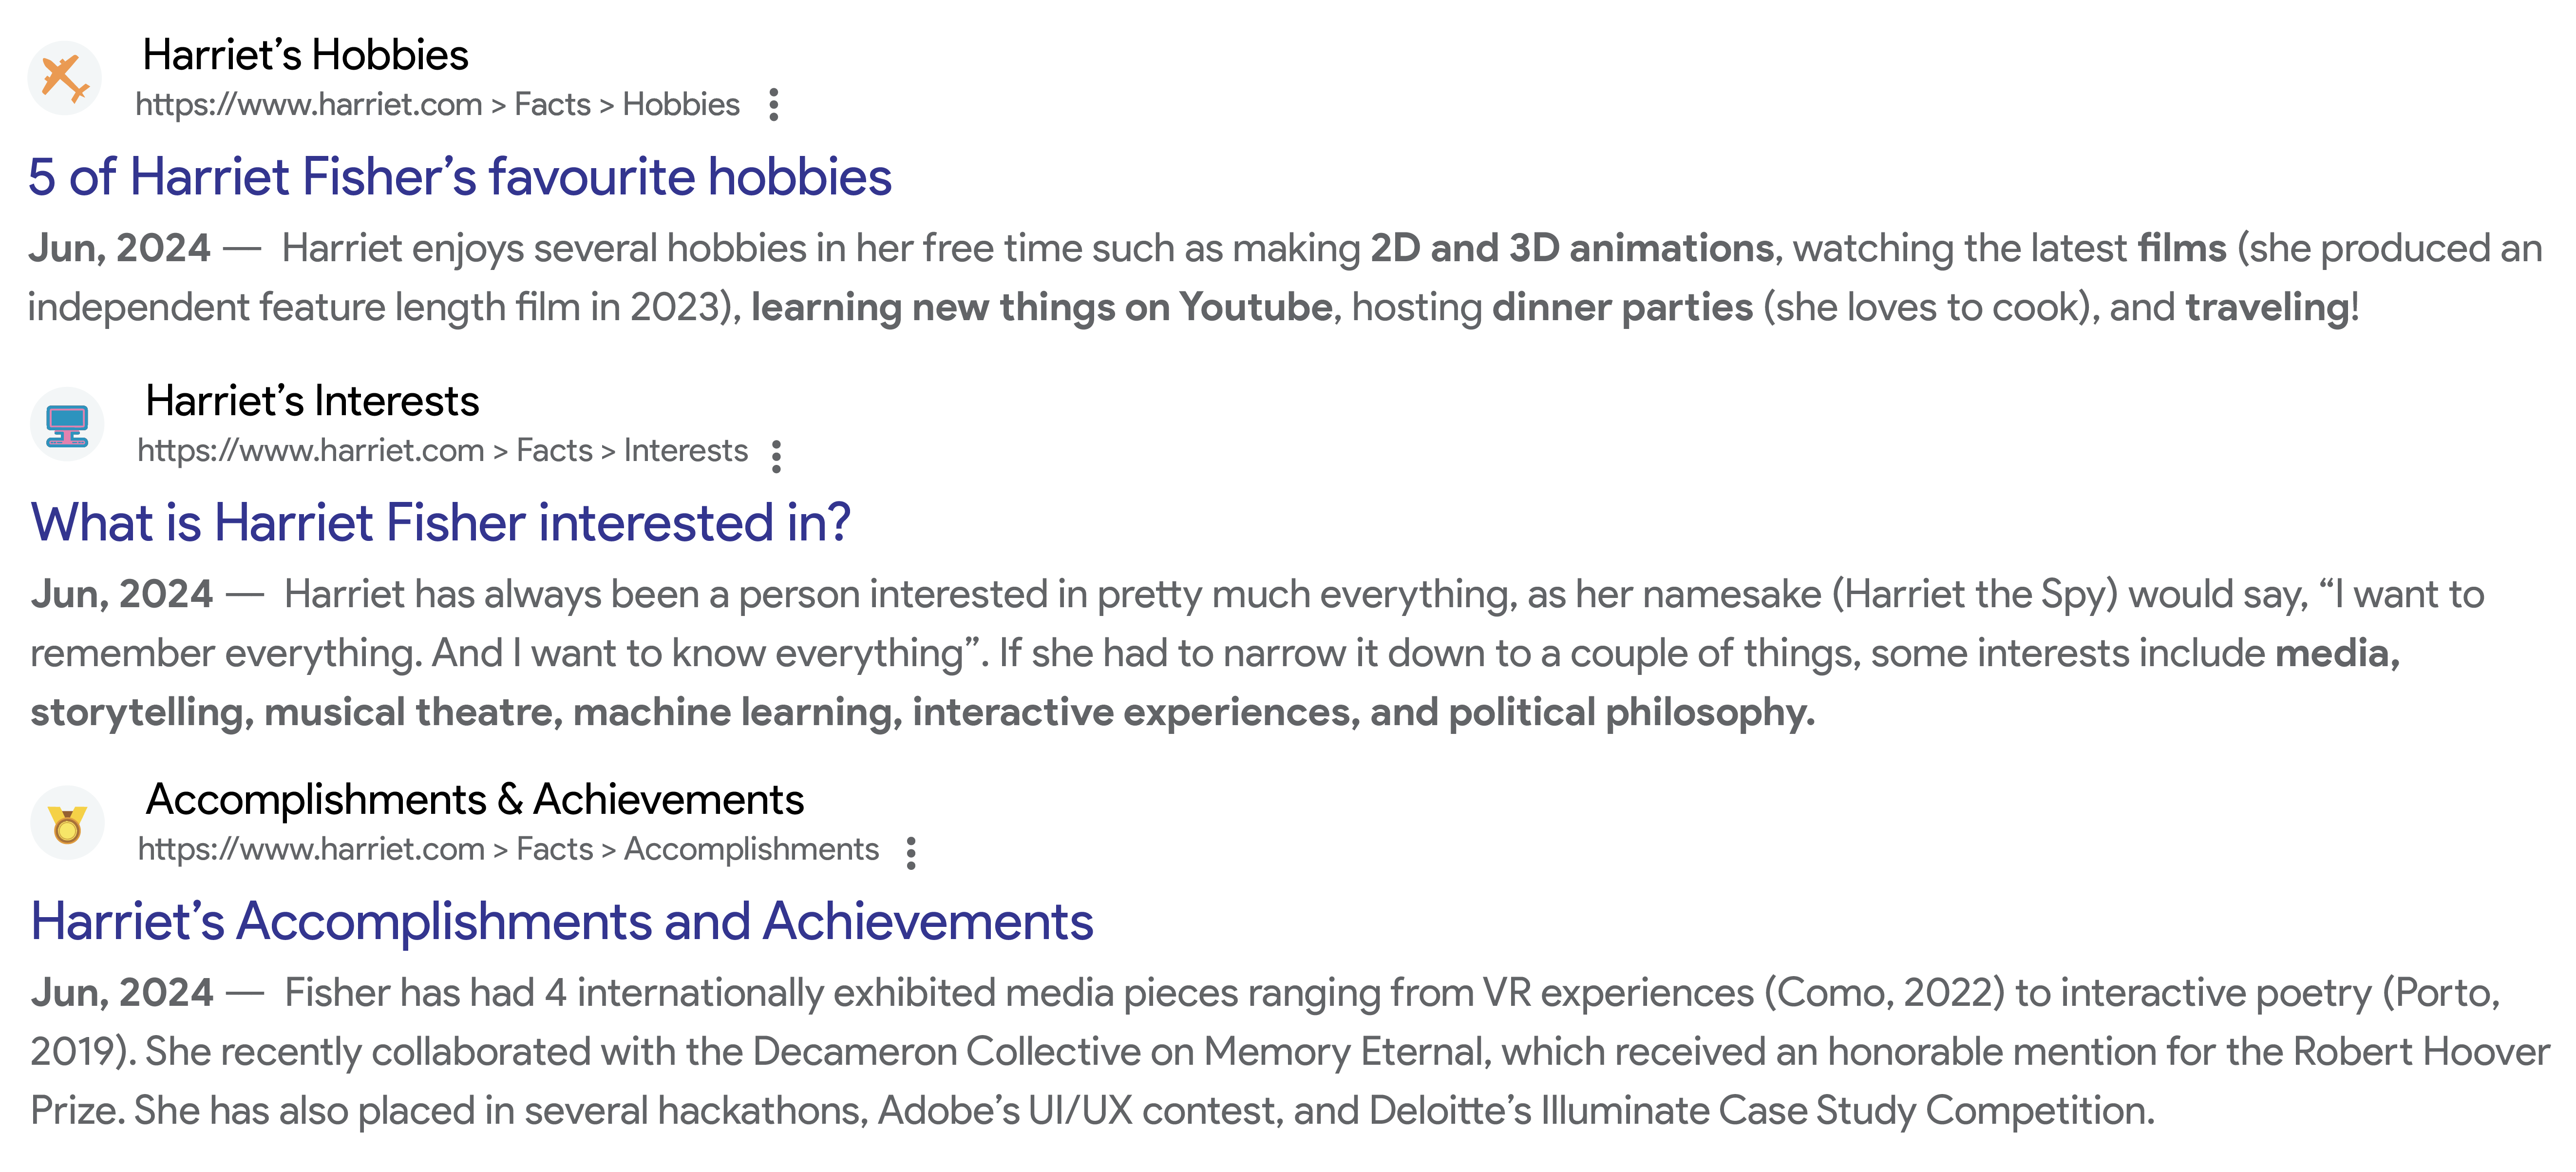 Harriet’s Hobbies
https://www.harriet.com > Facts > Hobbies
5 of Harriet Fisher’s favourite hobbies
Jun, 2024 — Harriet enjoys several hobbies in her free time such as making 2D and 3D animations, watching the latest films (she produced an
independent feature length film in 2023), learning new things on Youtube, hosting dinner parties (she loves to cook), and traveling!
Harriet’s Interests
https://www.harriet.com > Facts > Interests
What is Harriet Fisher interested in?
Jun, 2024 — Harriet has always been a person interested in pretty much everything, as her namesake (Harriet the Spy) would say, “I want to
remember everything. And I want to know everything”. If she had to narrow it down to a couple of things, some interests include media,
storytelling, musical theatre, machine learning, interactive experiences, and political philosophy.
Accomplishments & Achievements
https://www.harriet.com > Facts > Accomplishments
Harriet’s Accomplishments and Achievements
Jun, 2024 — Fisher has had 4 internationally exhibited media pieces ranging from VR experiences (Como, 2022) to interactive poetry (Porto,
2019). She recently collaborated with the Decameron Collective on Memory Eternal, which received an honorable mention for the Robert Hoover
Prize. She has also placed in several hackathons, Adobe’s UI/UX contest, and Deloitte’s Illuminate Case Study Competition.